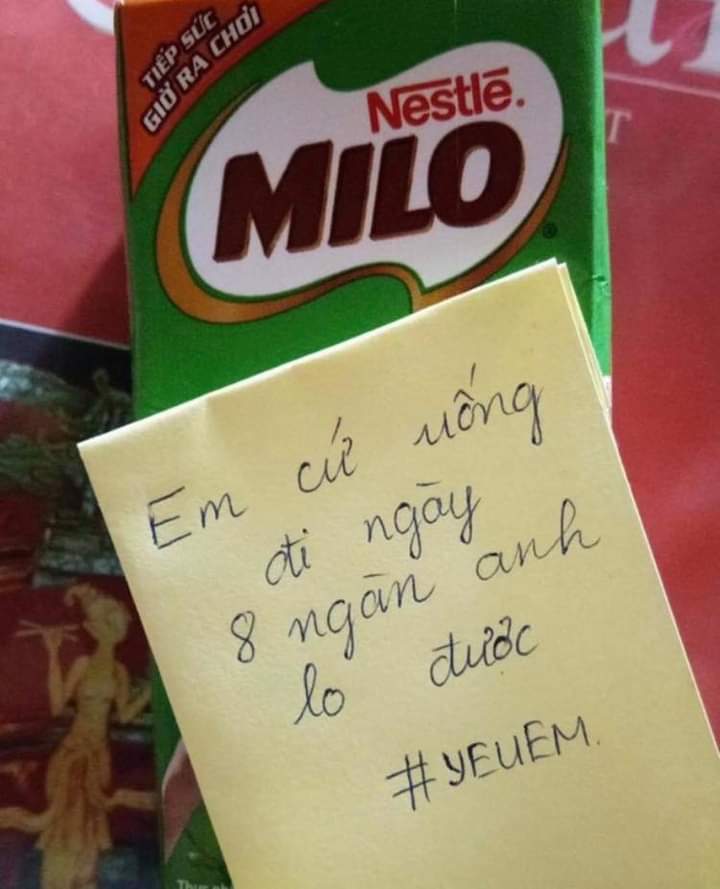 TIẾP SỨC
GIỜ RA CHƠI
Nestlé.
MILO
Em cứ uống
đi ngày
8 ngàn anh
lo được
#YEUEM.